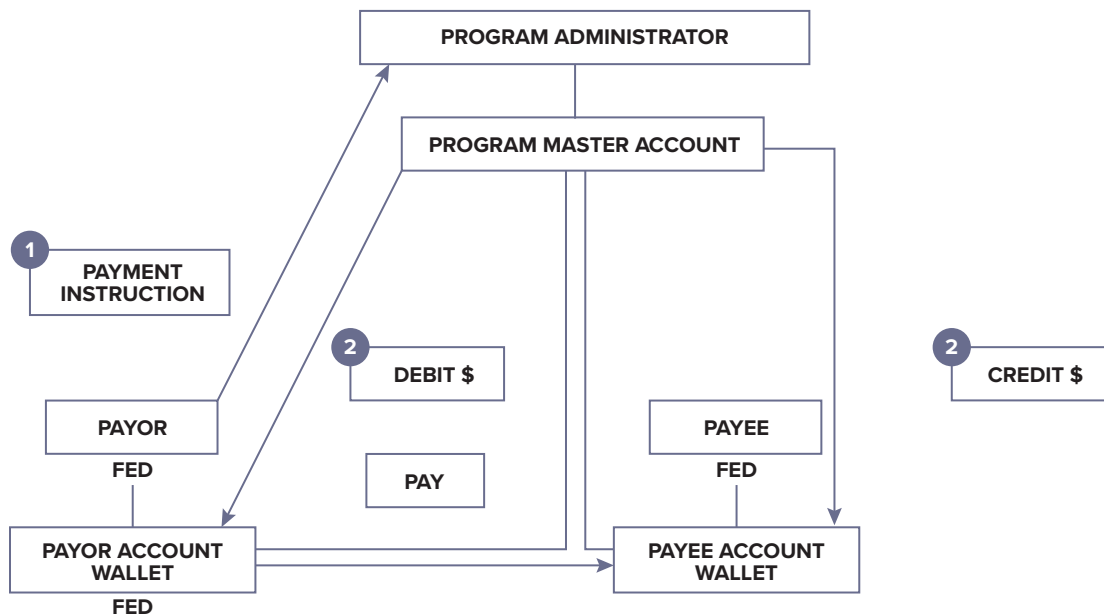 PROGRAM ADMINISTRATOR
PROGRAM MASTER ACCOUNT
1
PAYMENT
INSTRUCTION
2
DEBIT $
2
CREDIT $
PAYOR
FED
PAYEE
FED
PAY
PAYOR ACCOUNT
WALLET
FED
PAYEE ACCOUNT
WALLET